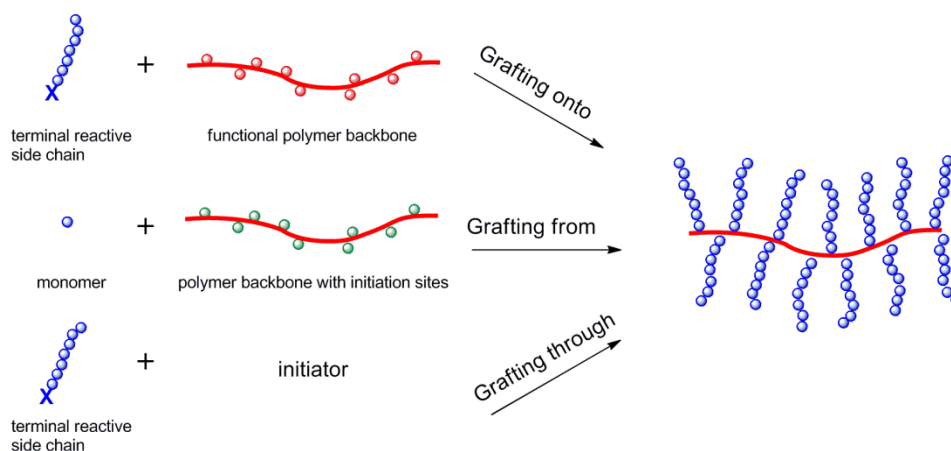 +
Grafting onto
X
terminal reactive
side chain
functional polymer backbone
+
Grafting from
monomer
polymer backbone with initiation sites
+
initiator
Grafting through
X
terminal reactive
side chain